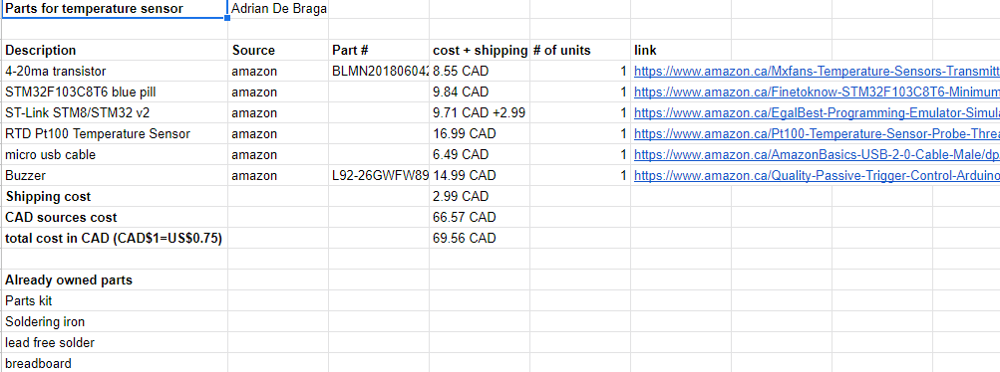 Parts for temperature sensor Adrian De Braga
Description Source Part # cost + shipping # of units link
4-20ma transistor amazon BLMN201806042 8.55 CAD 1 https://www.amazon.ca/Mxfans-Temperature-Sensors-Transmitt
STM32F103C8T6 blue pill amazon 9.84 CAD 1 https://www.amazon.ca/Finetoknow-STM32F103C8T6-Minimum
ST-Link STM8/STM32 v2 amazon 9.71 CAD +2.99 1 https://www.amazon.ca/EgalBest-Programming-Emulator-Simula
RTD Pt100 Temperature Sensor amazon 16.99 CAD 1 https://www.amazon.ca/Pt100-Temperature-Sensor-Probe-Threa
micro usb cable amazon 6.49 CAD 1 https://www.amazon.ca/AmazonBasics-USB-2-0-Cable-Male/dp
Buzzer amazon L92-26GWFW89 14.99 CAD 1 https://www.amazon.ca/Quality-Passive-Trigger-Control-Arduino
Shipping cost 2.99 CAD
CAD sources cost 66.57 CAD
total cost in CAD (CAD$1=US$0.75) 69.56 CAD
Already owned parts
Parts kit
Soldering iron
lead free solder
breadboard